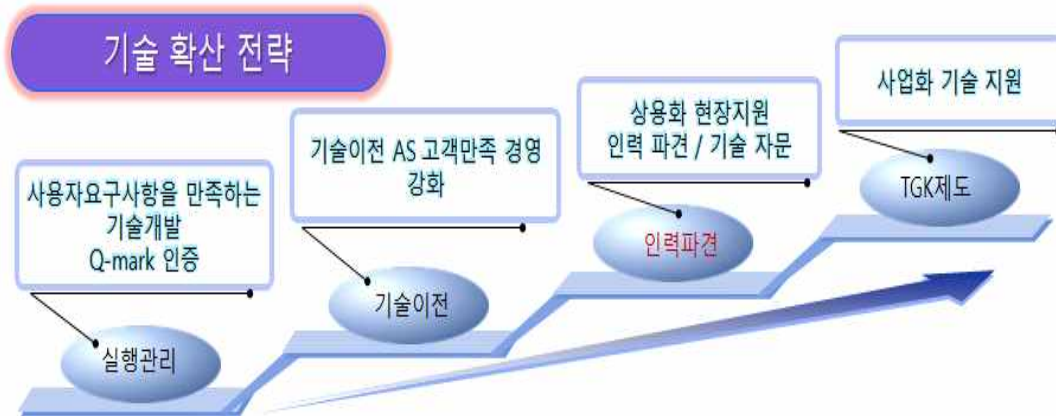 기술 확산 전략
사용자요구사항을 만족하는
기술개발
Q-mark 인증
실행관리
기술이전 AS 고객만족 경영
강화
기술이전
상용화 현장지원
인력 파견 / 기술 자문
인력파견
사업화 기술 지원
TGK제도